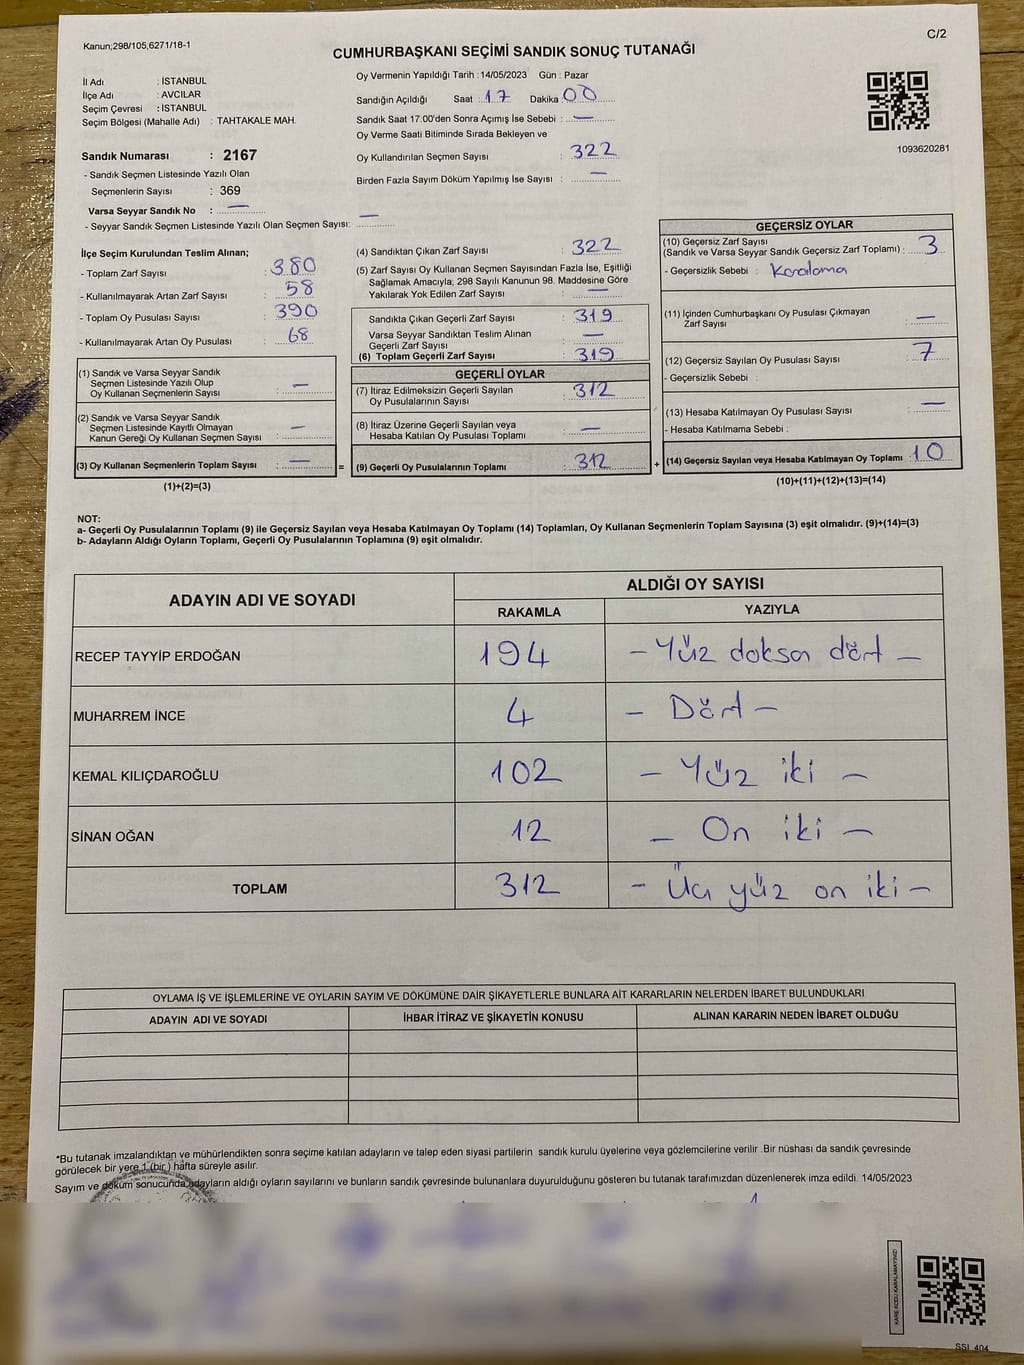 Kanun;298/105,6271/18-1
C/2
CUMHURBAŞKANI SEÇİMİ SANDIK SONUÇ TUTANAĞI
İl Adı : İSTANBUL
İlçe Adı : AVCILAR
Seçim Çevresi : İSTANBUL
Seçim Bölgesi (Mahalle Adı) : TAHTAKALE MAH.
Sandık Numarası : 2167
- Sandık Seçmen Listesinde Yazılı Olan
Seçmenlerin Sayısı : 369
Varsa Seyyar Sandık No : —
- Seyyar Sandık Seçmen Listesinde Yazılı Olan Seçmen Sayısı: —
Oy Vermenin Yapıldığı Tarih : 14/05/2023 Gün : Pazar
Sandığın Açıldığı Saat : 17 Dakika : 00
Sandık Saat 17:00'den Sonra Açımış İse Sebebi : —
Oy Verme Saati Bitiminde Sırada Bekleyen ve
Oy Kullandırılan Seçmen Sayısı : 322
Birden Fazla Sayım Döküm Yapılmış İse Sayısı : —
1093620281
İlçe Seçim Kurulundan Teslim Alınan;
- Toplam Zarf Sayısı : 380
- Kullanılmayarak Artan Zarf Sayısı : 58
- Toplam Oy Pusulası Sayısı : 390
- Kullanılmayarak Artan Oy Pusulası : 68
(1) Sandık ve Varsa Seyyar Sandık
Seçmen Listesinde Yazılı Olup
Oy Kullanan Seçmenlerin Sayısı : —
(2) Sandık ve Varsa Seyyar Sandık
Seçmen Listesinde Kayıtlı Olmayan
Kanun Gereği Oy Kullanan Seçmen Sayısı : —
(3) Oy Kullanan Seçmenlerin Toplam Sayısı : — =
(1)+(2)=(3)
(4) Sandıktan Çıkan Zarf Sayısı : 322
(5) Zarf Sayısı Oy Kullanan Seçmen Sayısından Fazla İse, Eşitliği
Sağlamak Amacıyla, 298 Sayılı Kanunun 98. Maddesine Göre
Yakılarak Yok Edilen Zarf Sayısı : —
Sandıkta Çıkan Geçerli Zarf Sayısı : 319
Varsa Seyyar Sandıktan Teslim Alınan
Geçerli Zarf Sayısı : —
(6) Toplam Geçerli Zarf Sayısı : 319
GEÇERLİ OYLAR
(7) İtiraz Edilmeksizin Geçerli Sayılan
Oy Pusulalarının Sayısı : 312
(8) İtiraz Üzerine Geçerli Sayılan veya
Hesaba Katılan Oy Pusulası Toplamı : —
(9) Geçerli Oy Pusulalarının Toplamı : 312 +
GEÇERSİZ OYLAR
(10) Geçersiz Zarf Sayısı
(Sandık ve Varsa Seyyar Sandık Geçersiz Zarf Toplamı) : 3
- Geçersizlik Sebebi : Karalama
(11) İçinden Cumhurbaşkanı Oy Pusulası Çıkmayan
Zarf Sayısı : —
(12) Geçersiz Sayılan Oy Pusulası Sayısı : 7
- Geçersizlik Sebebi :
(13) Hesaba Katılmayan Oy Pusulası Sayısı : —
- Hesaba Katılmama Sebebi :
(14) Geçersiz Sayılan veya Hesaba Katılmayan Oy Toplamı : 10
(10)+(11)+(12)+(13)=(14)
NOT:
a- Geçerli Oy Pusulalarının Toplamı (9) ile Geçersiz Sayılan veya Hesaba Katılmayan Oy Toplamı (14) Toplamları, Oy Kullanan Seçmenlerin Toplam Sayısına (3) eşit olmalıdır. (9)+(14)=(3)
b- Adayların Aldığı Oyların Toplamı, Geçerli Oy Pusulalarının Toplamına (9) eşit olmalıdır.
ADAYIN ADI VE SOYADI
ALDIĞI OY SAYISI
RAKAMLA YAZIYLA
RECEP TAYYİP ERDOĞAN 194 — Yüz doksan dört —
MUHARREM İNCE 4 — Dört —
KEMAL KILIÇDAROĞLU 102 — Yüz iki —
SİNAN OĞAN 12 — On iki —
TOPLAM 312 — Üç yüz on iki —
OYLAMA İŞ VE İŞLEMLERİNE VE OYLARIN SAYIM VE DÖKÜMÜNE DAİR ŞİKAYETLERLE BUNLARA AİT KARARLARIN NELERDEN İBARET BULUNDUKLARI
ADAYIN ADI VE SOYADI İHBAR İTİRAZ VE ŞİKAYETİN KONUSU ALINAN KARARIN NEDEN İBARET OLDUĞU
*Bu tutanak imzalandıktan ve mühürlendikten sonra seçime katılan adayların ve talep eden siyasi partilerin sandık kurulu üyelerine veya gözlemcilerine verilir .Bir nüshası da sandık çevresinde
görülecek bir yere 1 (bir ) hafta süreyle asılır.
Sayım ve döküm sonucunda adayların aldığı oyların sayılarını ve bunların sandık çevresinde bulunanlara duyurulduğunu gösteren bu tutanak tarafımızdan düzenlenerek imza edildi. 14/05/2023
KARE KODU KARALAMAYINIZ!
SSI_404